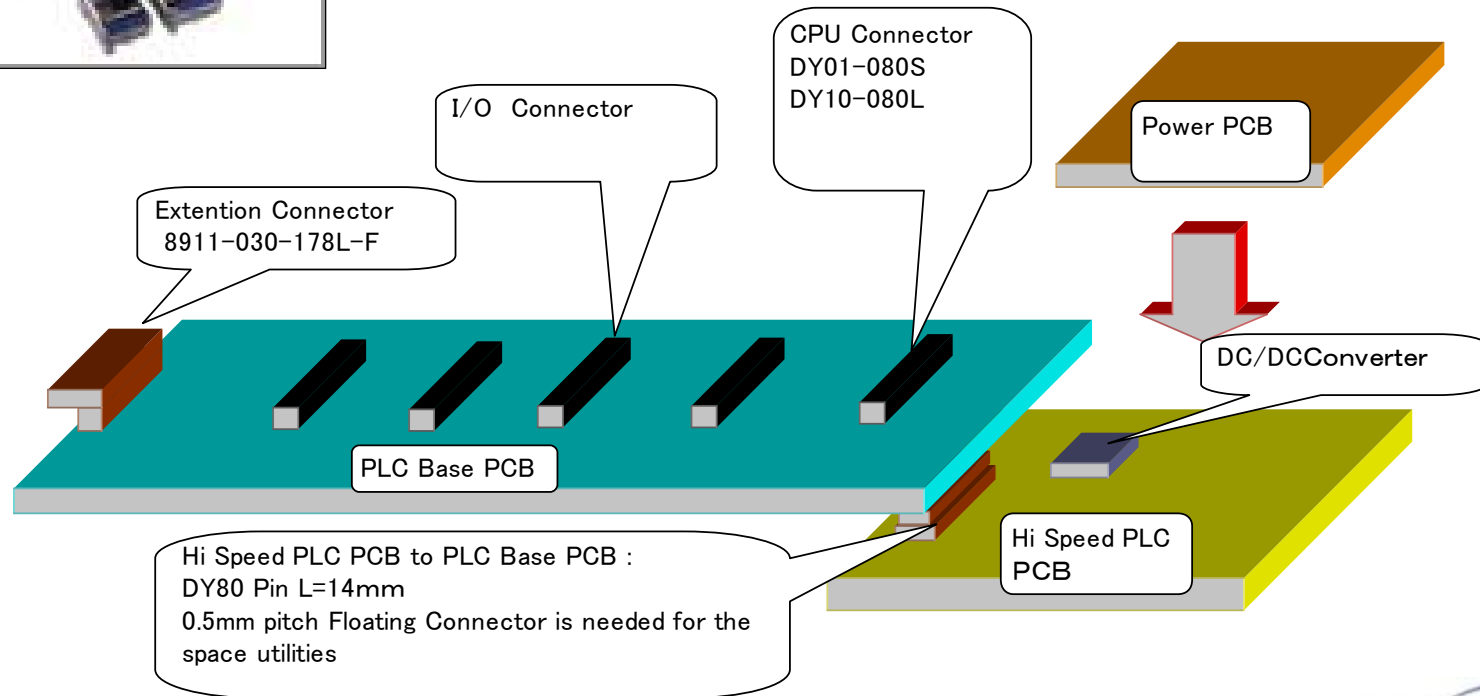 CPU Connector
DY01-080S
DY10-080L
I/O Connector
Power PCB
Extention Connector
8911-030-178L-F
DC/DCConverter
PLC Base PCB
Hi Speed PLC
PCB
Hi Speed PLC PCB to PLC Base PCB :
DY80 Pin L=14mm
0.5mm pitch Floating Connector is needed for the
space utilities